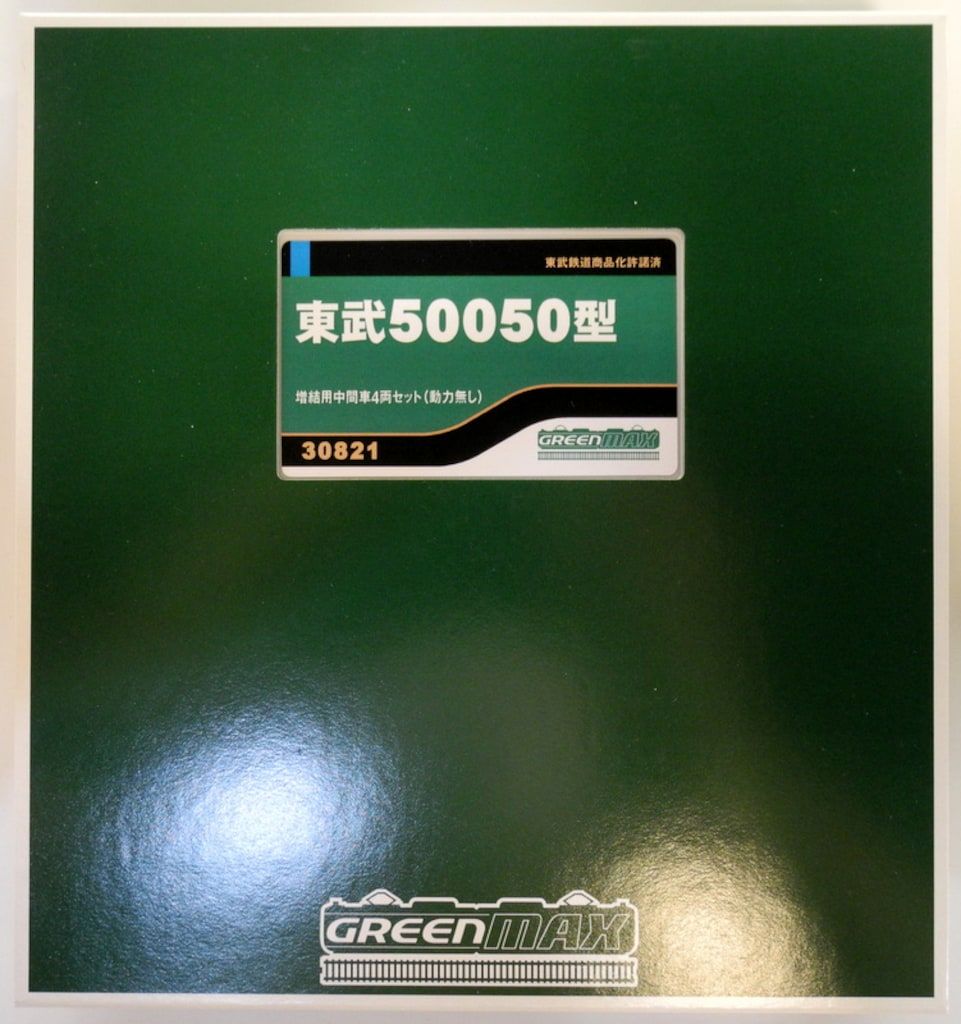 東武鉄道商品化許諾済
東武50050型
増結用中間車4両セット(動力無し)
30821
GREENMAX
GREENMAX